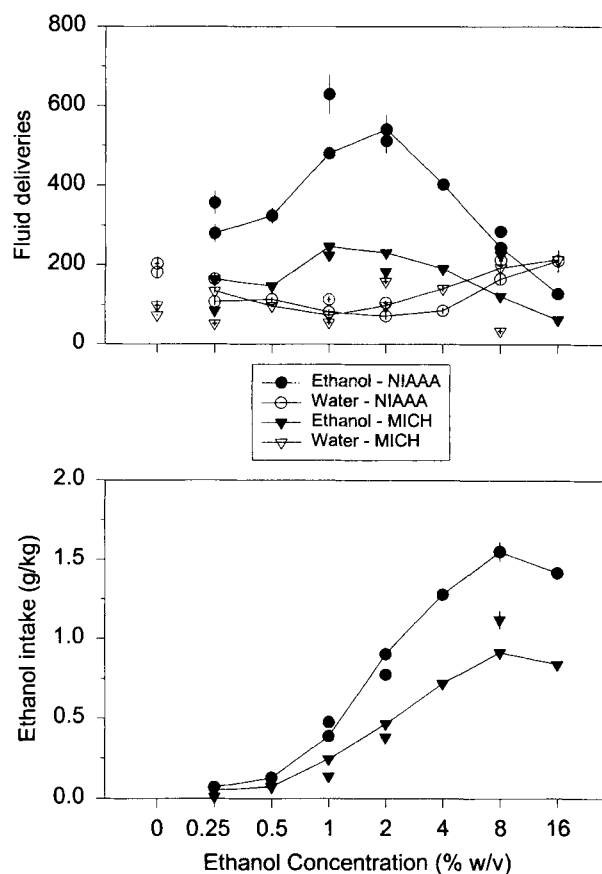 800
600
400
200
0
Fluid deliveries
Ethanol - NIAAA
Water - NIAAA
Ethanol - MICH
Water - MICH
2.0
1.5
1.0
0.5
0.0
Ethanol intake (g/kg)
0 0.25 0.5 1 2 4 8 16
Ethanol Concentration (% w/v)